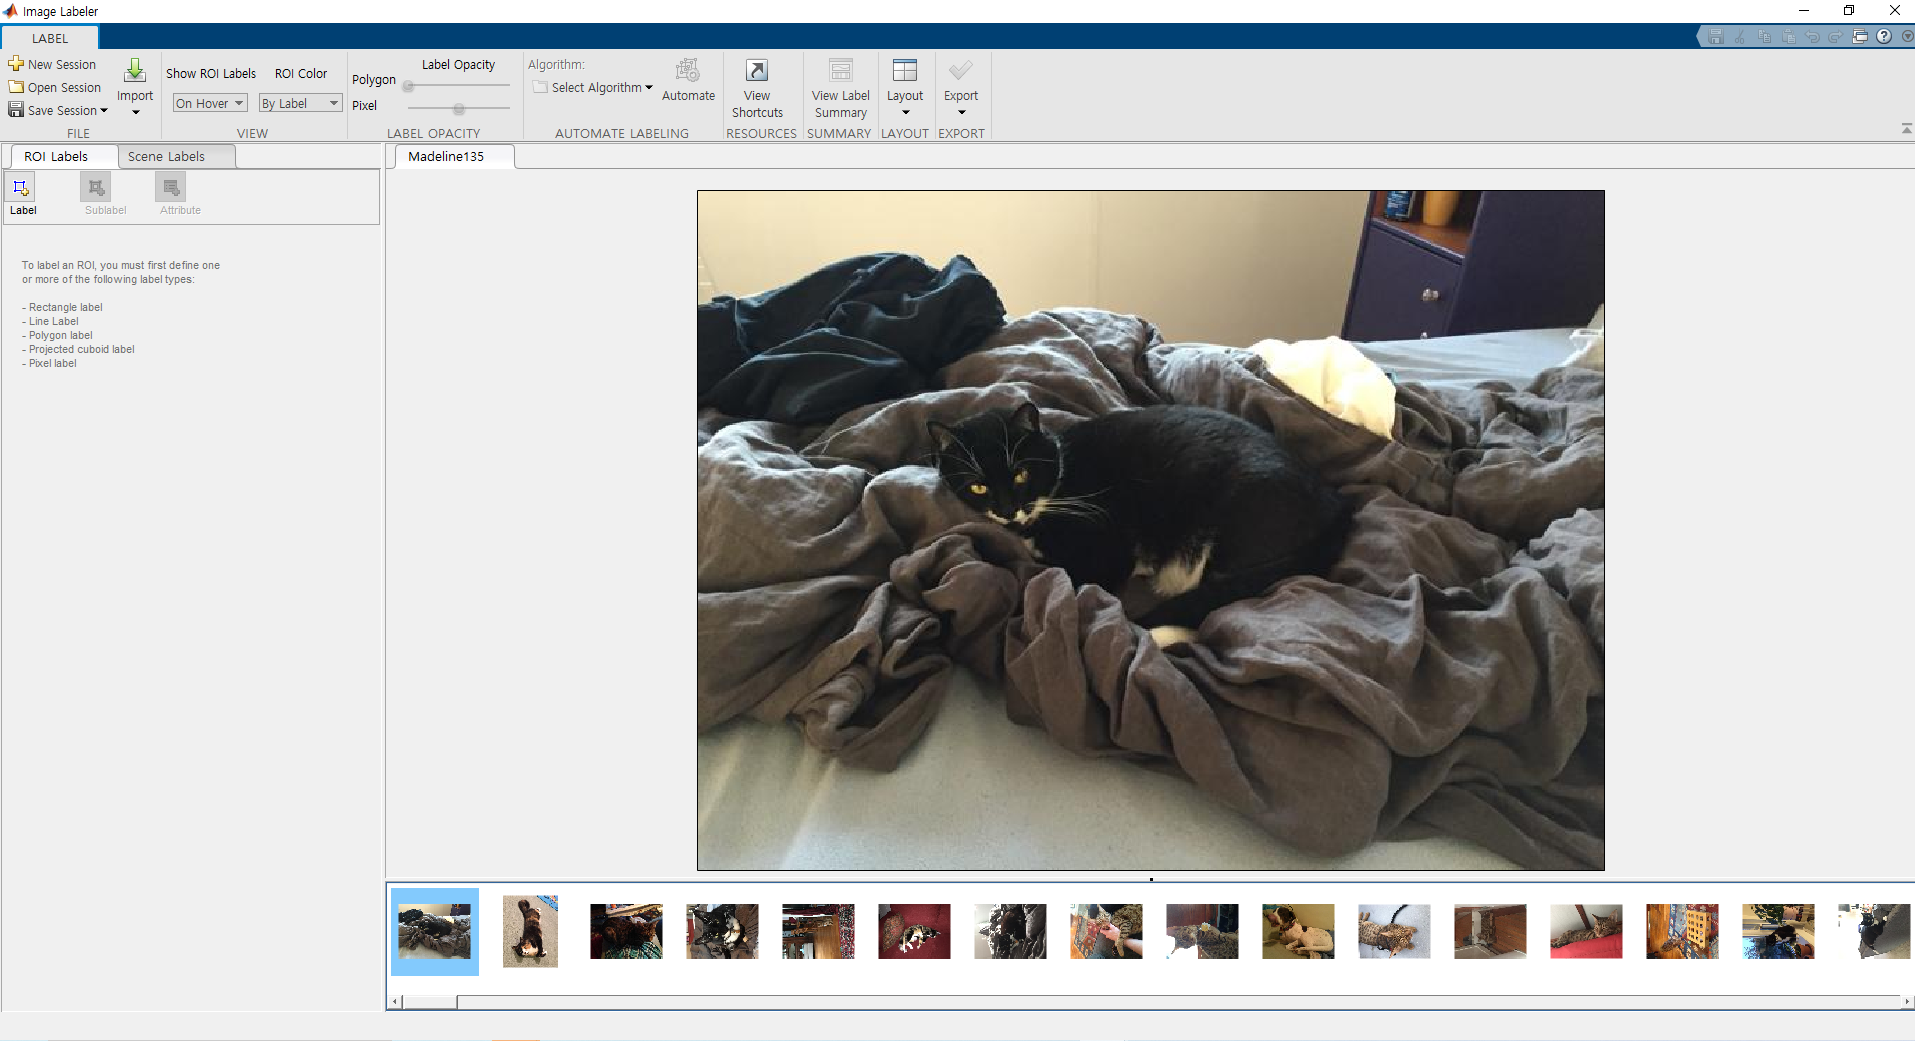 Image Labeler
LABEL
New Session
Open Session
Save Session
Import
FILE
Show ROI Labels
ROI Color
On Hover
By Label
VIEW
Label Opacity
Polygon
Pixel
LABEL OPACITY
Algorithm:
Select Algorithm
Automate
AUTOMATE LABELING
View
Shortcuts
RESOURCES
View Label
Summary
SUMMARY
Layout
LAYOUT
Export
EXPORT
ROI Labels
Scene Labels
Label
Sublabel
Attribute
To label an ROI, you must first define one
or more of the following label types:
- Rectangle label
- Line Label
- Polygon label
- Projected cuboid label
- Pixel label
Madeline135